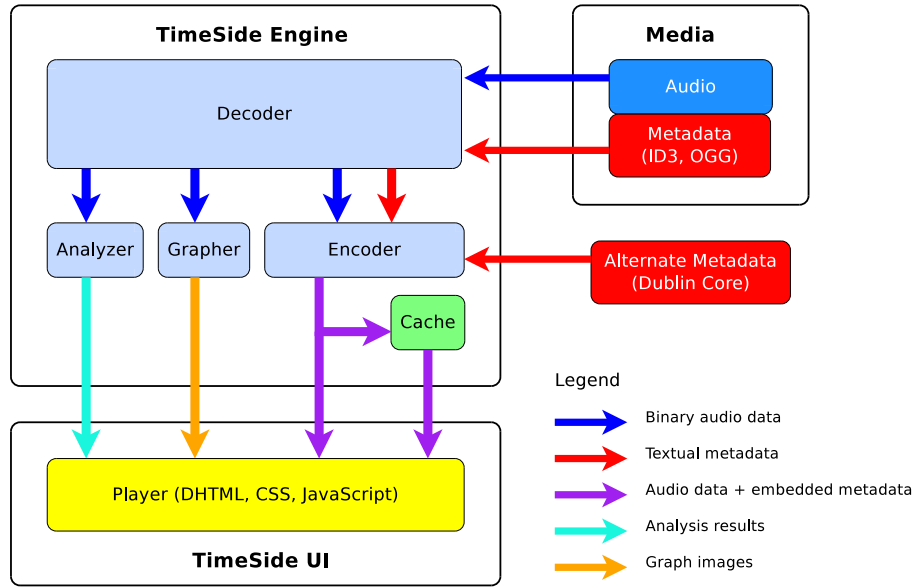 TimeSide Engine
Media
Decoder
Audio
Metadata
(ID3, OGG)
Analyzer
Grapher
Encoder
Alternate Metadata
(Dublin Core)
Cache
Legend
Binary audio data
Textual metadata
Audio data + embedded metadata
Analysis results
Graph images
Player (DHTML, CSS, JavaScript)
TimeSide UI